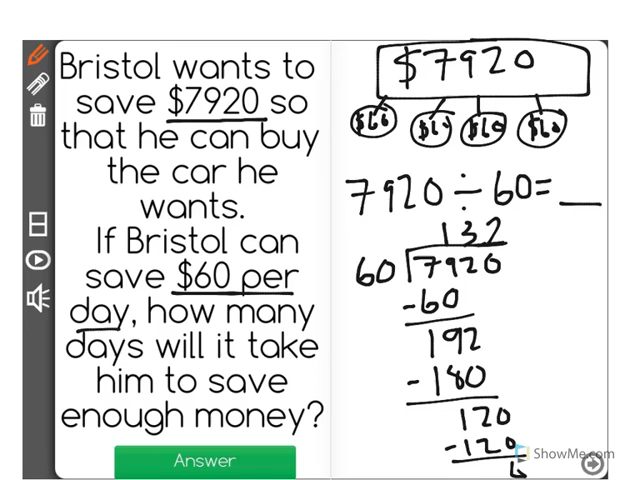 Bristol wants to
save $7920 so
that he can buy
the car he
wants.
If Bristol can
save $60 per
day, how many
days will it take
him to save
enough money?
Answer
$7920
$60 $60 $60
7920 ÷ 60 = __
132
60 7920
-60
192
-180
120
-120
ShowMe.com